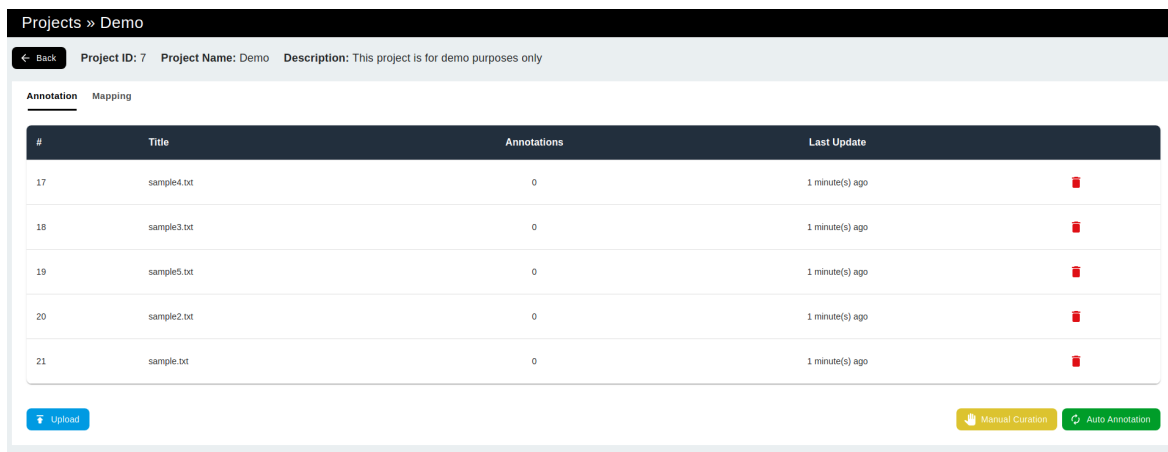 Projects » Demo
Back Project ID: 7 Project Name: Demo Description: This project is for demo purposes only
Annotation Mapping
# Title Annotations Last Update
17 sample4.txt 0 1 minute(s) ago
18 sample3.txt 0 1 minute(s) ago
19 sample5.txt 0 1 minute(s) ago
20 sample2.txt 0 1 minute(s) ago
21 sample.txt 0 1 minute(s) ago
Upload Manual Curation Auto Annotation